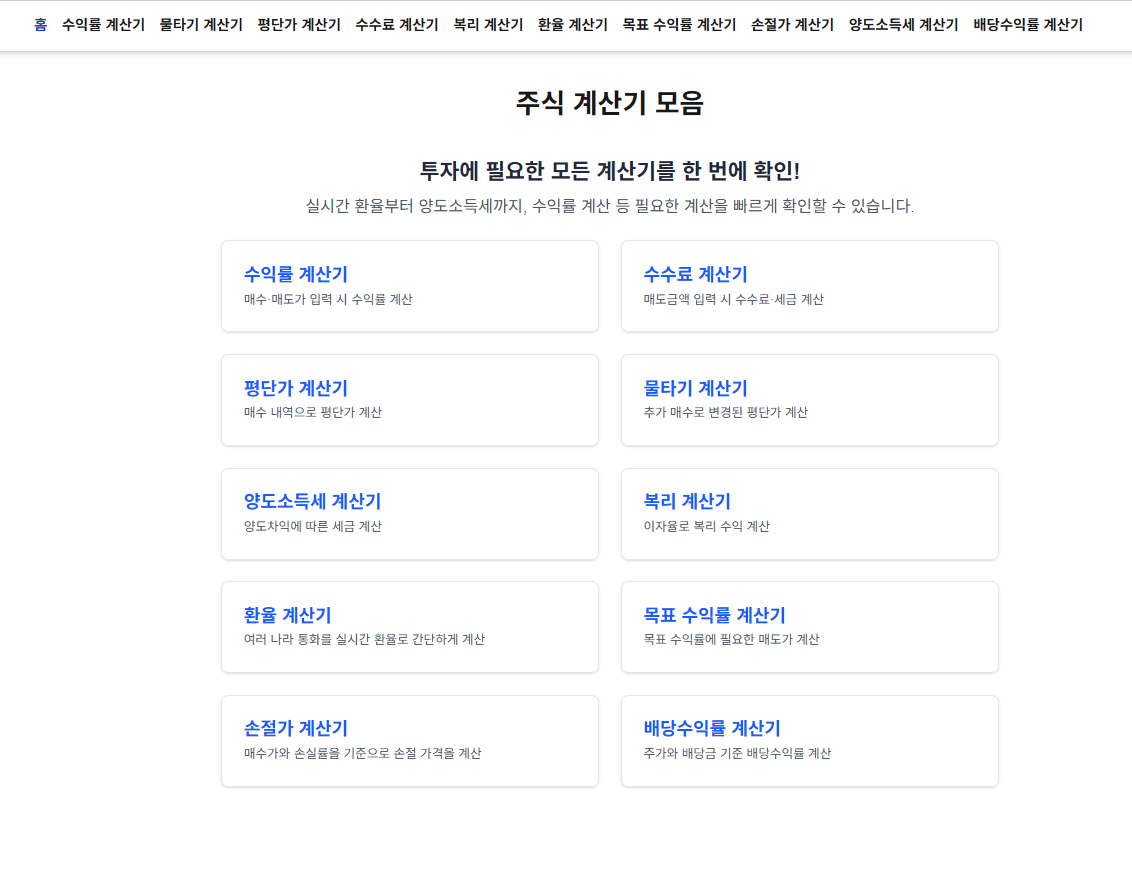 홈 수익률 계산기 물타기 계산기 평단가 계산기 수수료 계산기 복리 계산기 환율 계산기 목표 수익률 계산기 손절가 계산기 양도소득세 계산기 배당수익률 계산기
주식 계산기 모음
투자에 필요한 모든 계산기를 한 번에 확인!
실시간 환율부터 양도소득세까지, 수익률 계산 등 필요한 계산을 빠르게 확인할 수 있습니다.
수익률 계산기
매수·매도가 입력 시 수익률 계산
수수료 계산기
매도금액 입력 시 수수료·세금 계산
평단가 계산기
매수 내역으로 평단가 계산
물타기 계산기
추가 매수로 변경된 평단가 계산
양도소득세 계산기
양도차익에 따른 세금 계산
복리 계산기
이자율로 복리 수익 계산
환율 계산기
여러 나라 통화를 실시간 환율로 간단하게 계산
목표 수익률 계산기
목표 수익률에 필요한 매도가 계산
손절가 계산기
매수가와 손실률을 기준으로 손절 가격을 계산
배당수익률 계산기
주가와 배당금 기준 배당수익률 계산